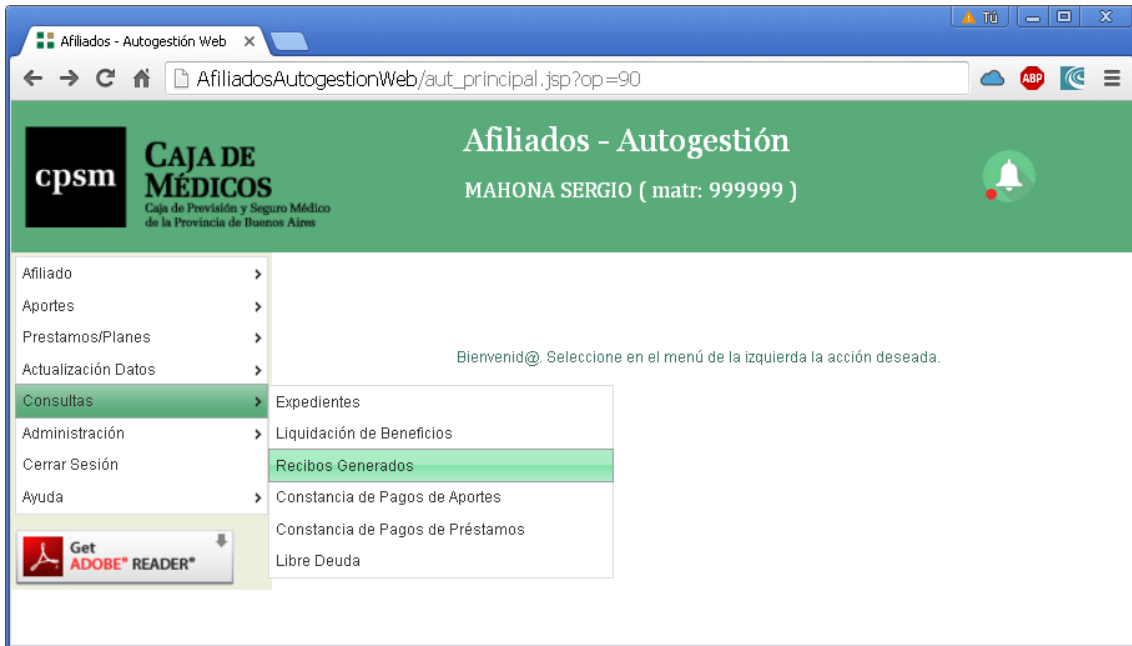 Tú
Afiliados - Autogestión Web
AfiliadosAutogestionWeb/aut_principal.jsp?op=90
ABP
cpsm
CAJA DE
MÉDICOS
Caja de Previsión y Seguro Médico
de la Provincia de Buenos Aires
Afiliados - Autogestión
MAHONA SERGIO ( matr: 999999 )
Afiliado
Aportes
Prestamos/Planes
Actualización Datos
Consultas
Administración
Cerrar Sesión
Ayuda
Bienvenid@. Seleccione en el menú de la izquierda la acción deseada.
Expedientes
Liquidación de Beneficios
Recibos Generados
Constancia de Pagos de Aportes
Constancia de Pagos de Préstamos
Libre Deuda
Get
ADOBE® READER®